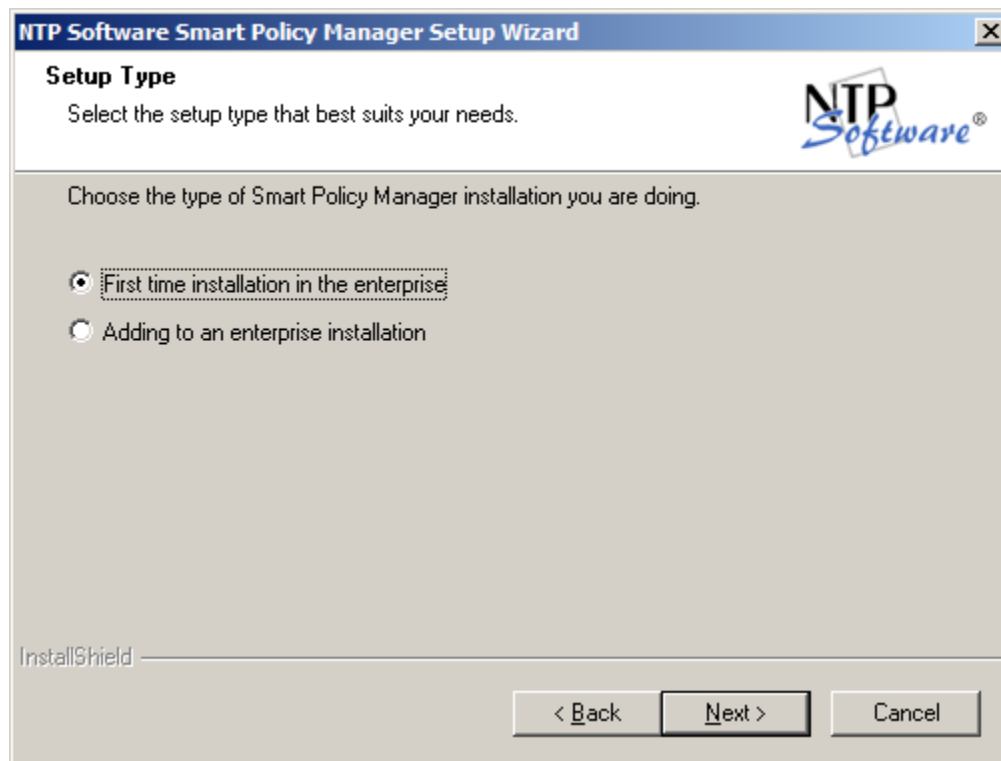 NTP Software Smart Policy Manager Setup Wizard
Setup Type
Select the setup type that best suits your needs.
NTP
Software®
Choose the type of Smart Policy Manager installation you are doing.
First time installation in the enterprise
Adding to an enterprise installation
InstallShield
< Back
Next >
Cancel